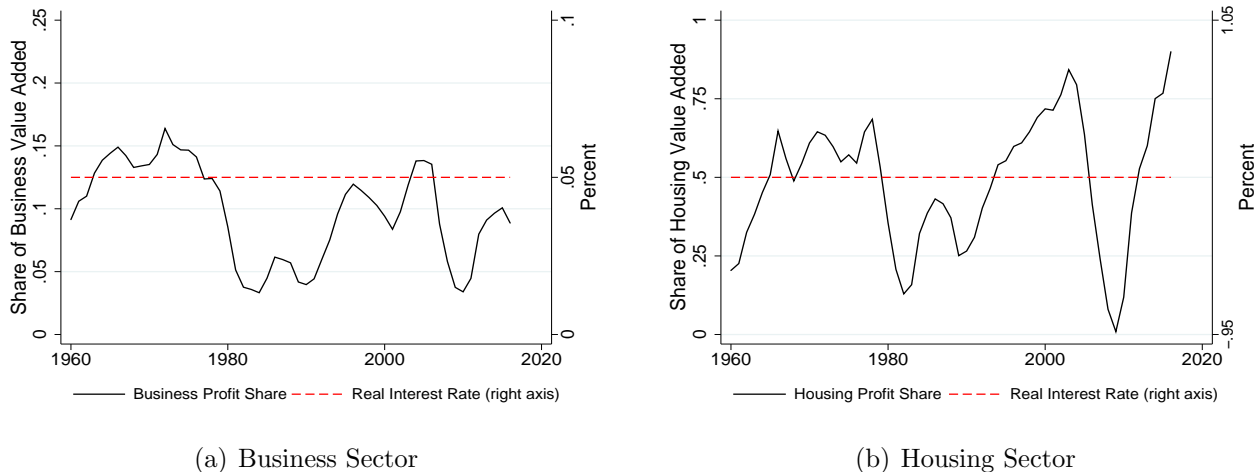 Share of Business Value Added
0 .05 .1 .15 .2 .25
0 .05 .1
Percent
1960 1980 2000 2020
Business Profit Share Real Interest Rate (right axis)
(a) Business Sector
Share of Housing Value Added
0 .25 .5 .75 1
-.95 1.05
Percent
1960 1980 2000 2020
Housing Profit Share Real Interest Rate (right axis)
(b) Housing Sector